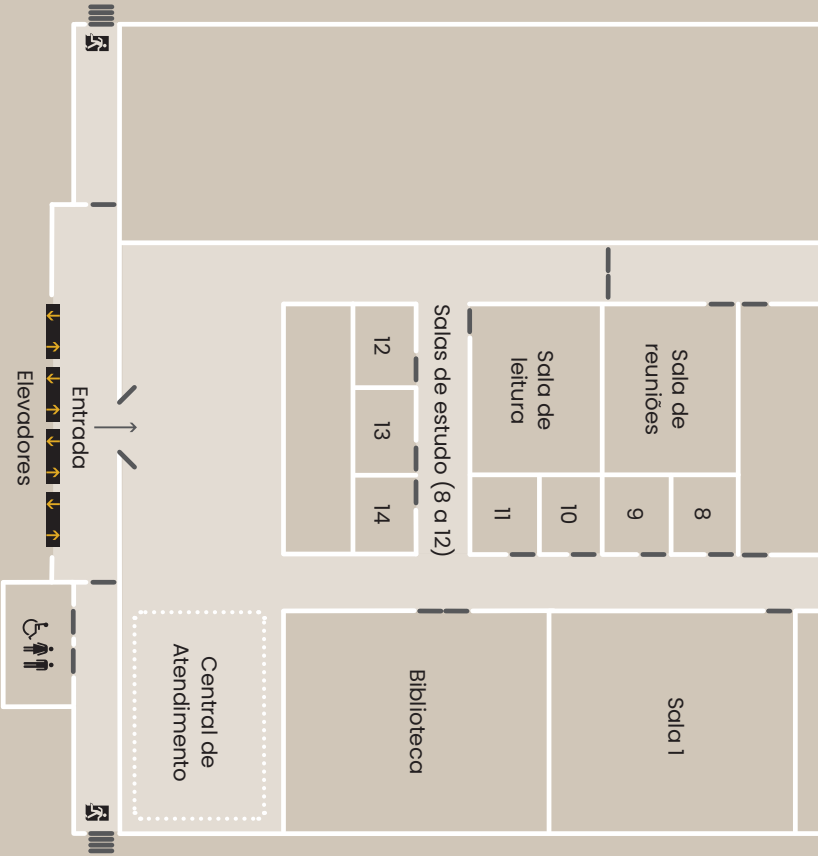 Elevadores
Entrada
12
13
14
Salas de estudo (8 a 12)
Sala de
leitura
Sala de
reuniões
11
10
9
8
Central de
Atendimento
Biblioteca
Sala 1